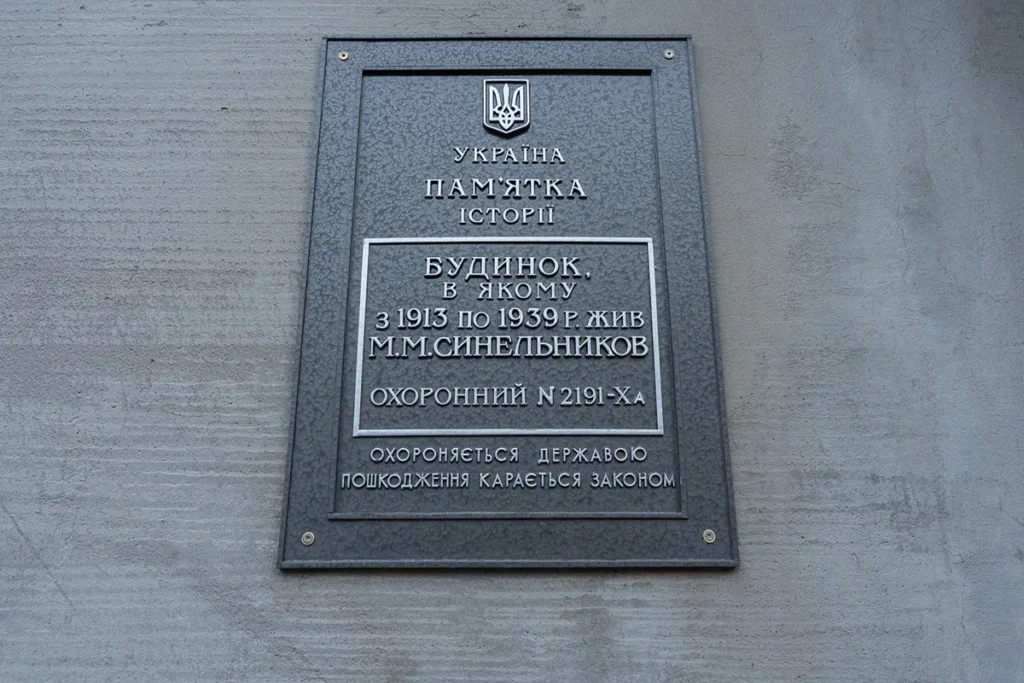 УКРАЇНА
ПАМ'ЯТКА
ІСТОРІЇ
БУДИНОК,
В ЯКОМУ
З 1913 ПО 1939 Р. ЖИВ
М.М.СИНЕЛЬНИКОВ
ОХОРОННИЙ N 2191-ХА
ОХОРОНЯЄТЬСЯ ДЕРЖАВОЮ
ПОШКОДЖЕННЯ КАРАЄТЬСЯ ЗАКОНОМ